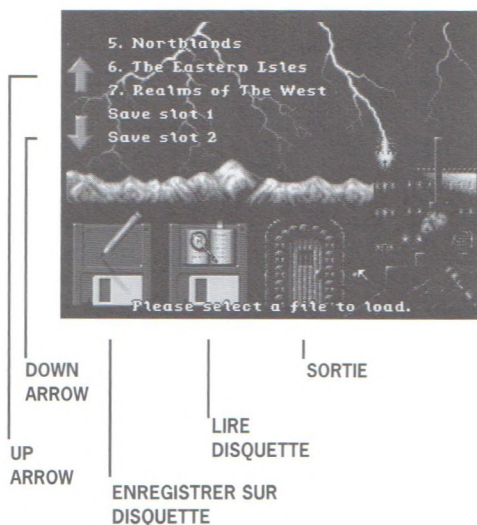 5. Northlands
6. The Eastern Isles
7. Realms of The West
Save slot 1
Save slot 2
Please select a file to load.
DOWN
ARROW
SORTIE
UP
ARROW
LIRE
DISQUETTE
ENREGISTRER SUR
DISQUETTE